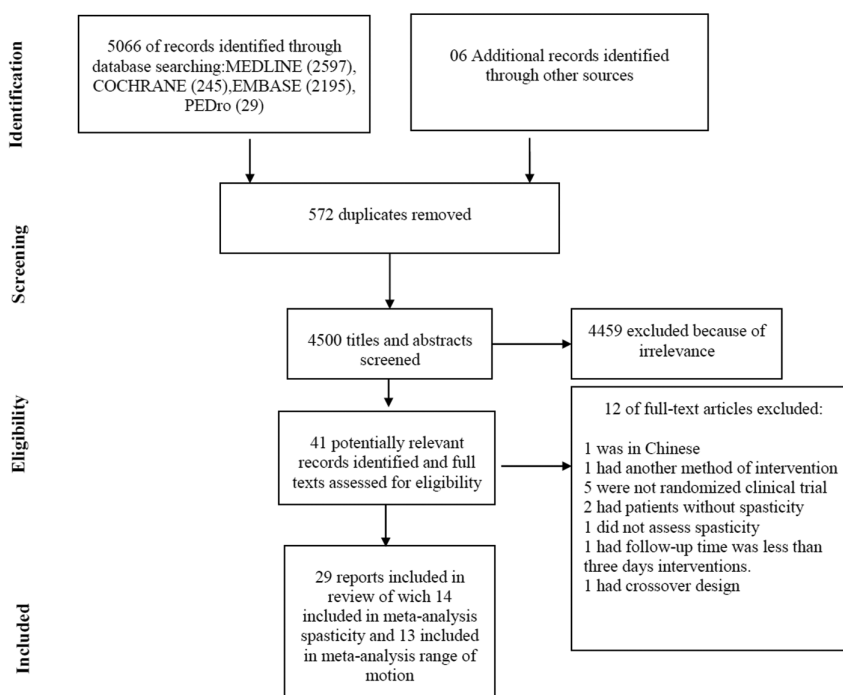 Identification
5066 of records identified through
database searching:MEDLINE (2597),
COCHRANE (245),EMBASE (2195),
PEDro (29)
06 Additional records identified
through other sources
572 duplicates removed
Screening
4500 titles and abstracts
screened
4459 excluded because of
irrelevance
Eligibility
41 potentially relevant
records identified and full
texts assessed for eligibility
12 of full-text articles excluded:
1 was in Chinese
1 had another method of intervention
5 were not randomized clinical trial
2 had patients without spasticity
1 did not assess spasticity
1 had follow-up time was less than
three days interventions.
1 had crossover design
Included
29 reports included in
review of wich 14
included in meta-analysis
spasticity and 13 included
in meta-analysis range of
motion